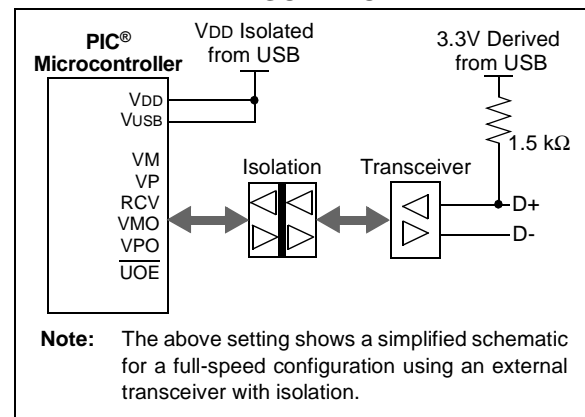 PIC®
Microcontroller
VDD Isolated
from USB
3.3V Derived
from USB
VDD
VUSB
1.5 kΩ
VM
VP
RCV
VMO
VPO
UOE
Isolation
Transceiver
D+
D-
Note: The above setting shows a simplified schematic
for a full-speed configuration using an external
transceiver with isolation.